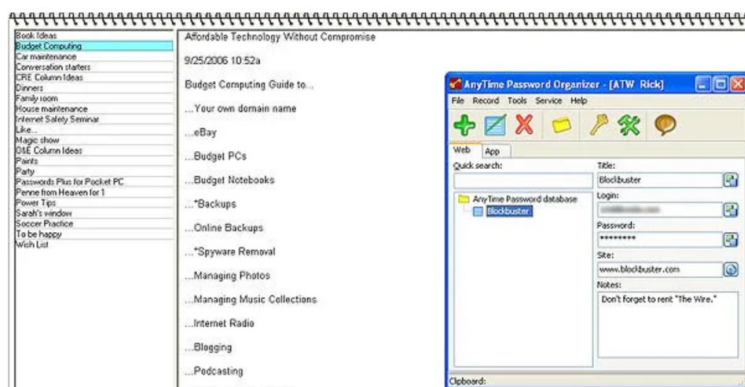 Book Ideas
Budget Computing
Car maintenance
Conversation starters
CRE Column Ideas
Dinners
Family room
House maintenance
Internet Safety Seminar
Like...
Magic show
O&E Column Ideas
Paints
Party
Passwords Plus for Pocket PC
Penne from Heaven for 1
Power Tips
Sarah's window
Soccer Practice
To be happy
Wish List
Affordable Technology Without Compromise
9/25/2006 10:52a
Budget Computing Guide to...
...Your own domain name
...eBay
...Budget PCs
...Budget Notebooks
..."Backups
...Online Backups
..."Spyware Removal
...Managing Photos
...Managing Music Collections
...Internet Radio
...Blogging
...Podcasting
AnyTime Password Organizer - [ATW Rick]
File Record Tools Service Help
Web App
Quick search:
AnyTime Password database
Blockbuster
Title:
Blockbuster
Login:
Password:
********
Site:
www.blockbuster.com
Notes:
Don't forget to rent "The Wire."
Clipboard: